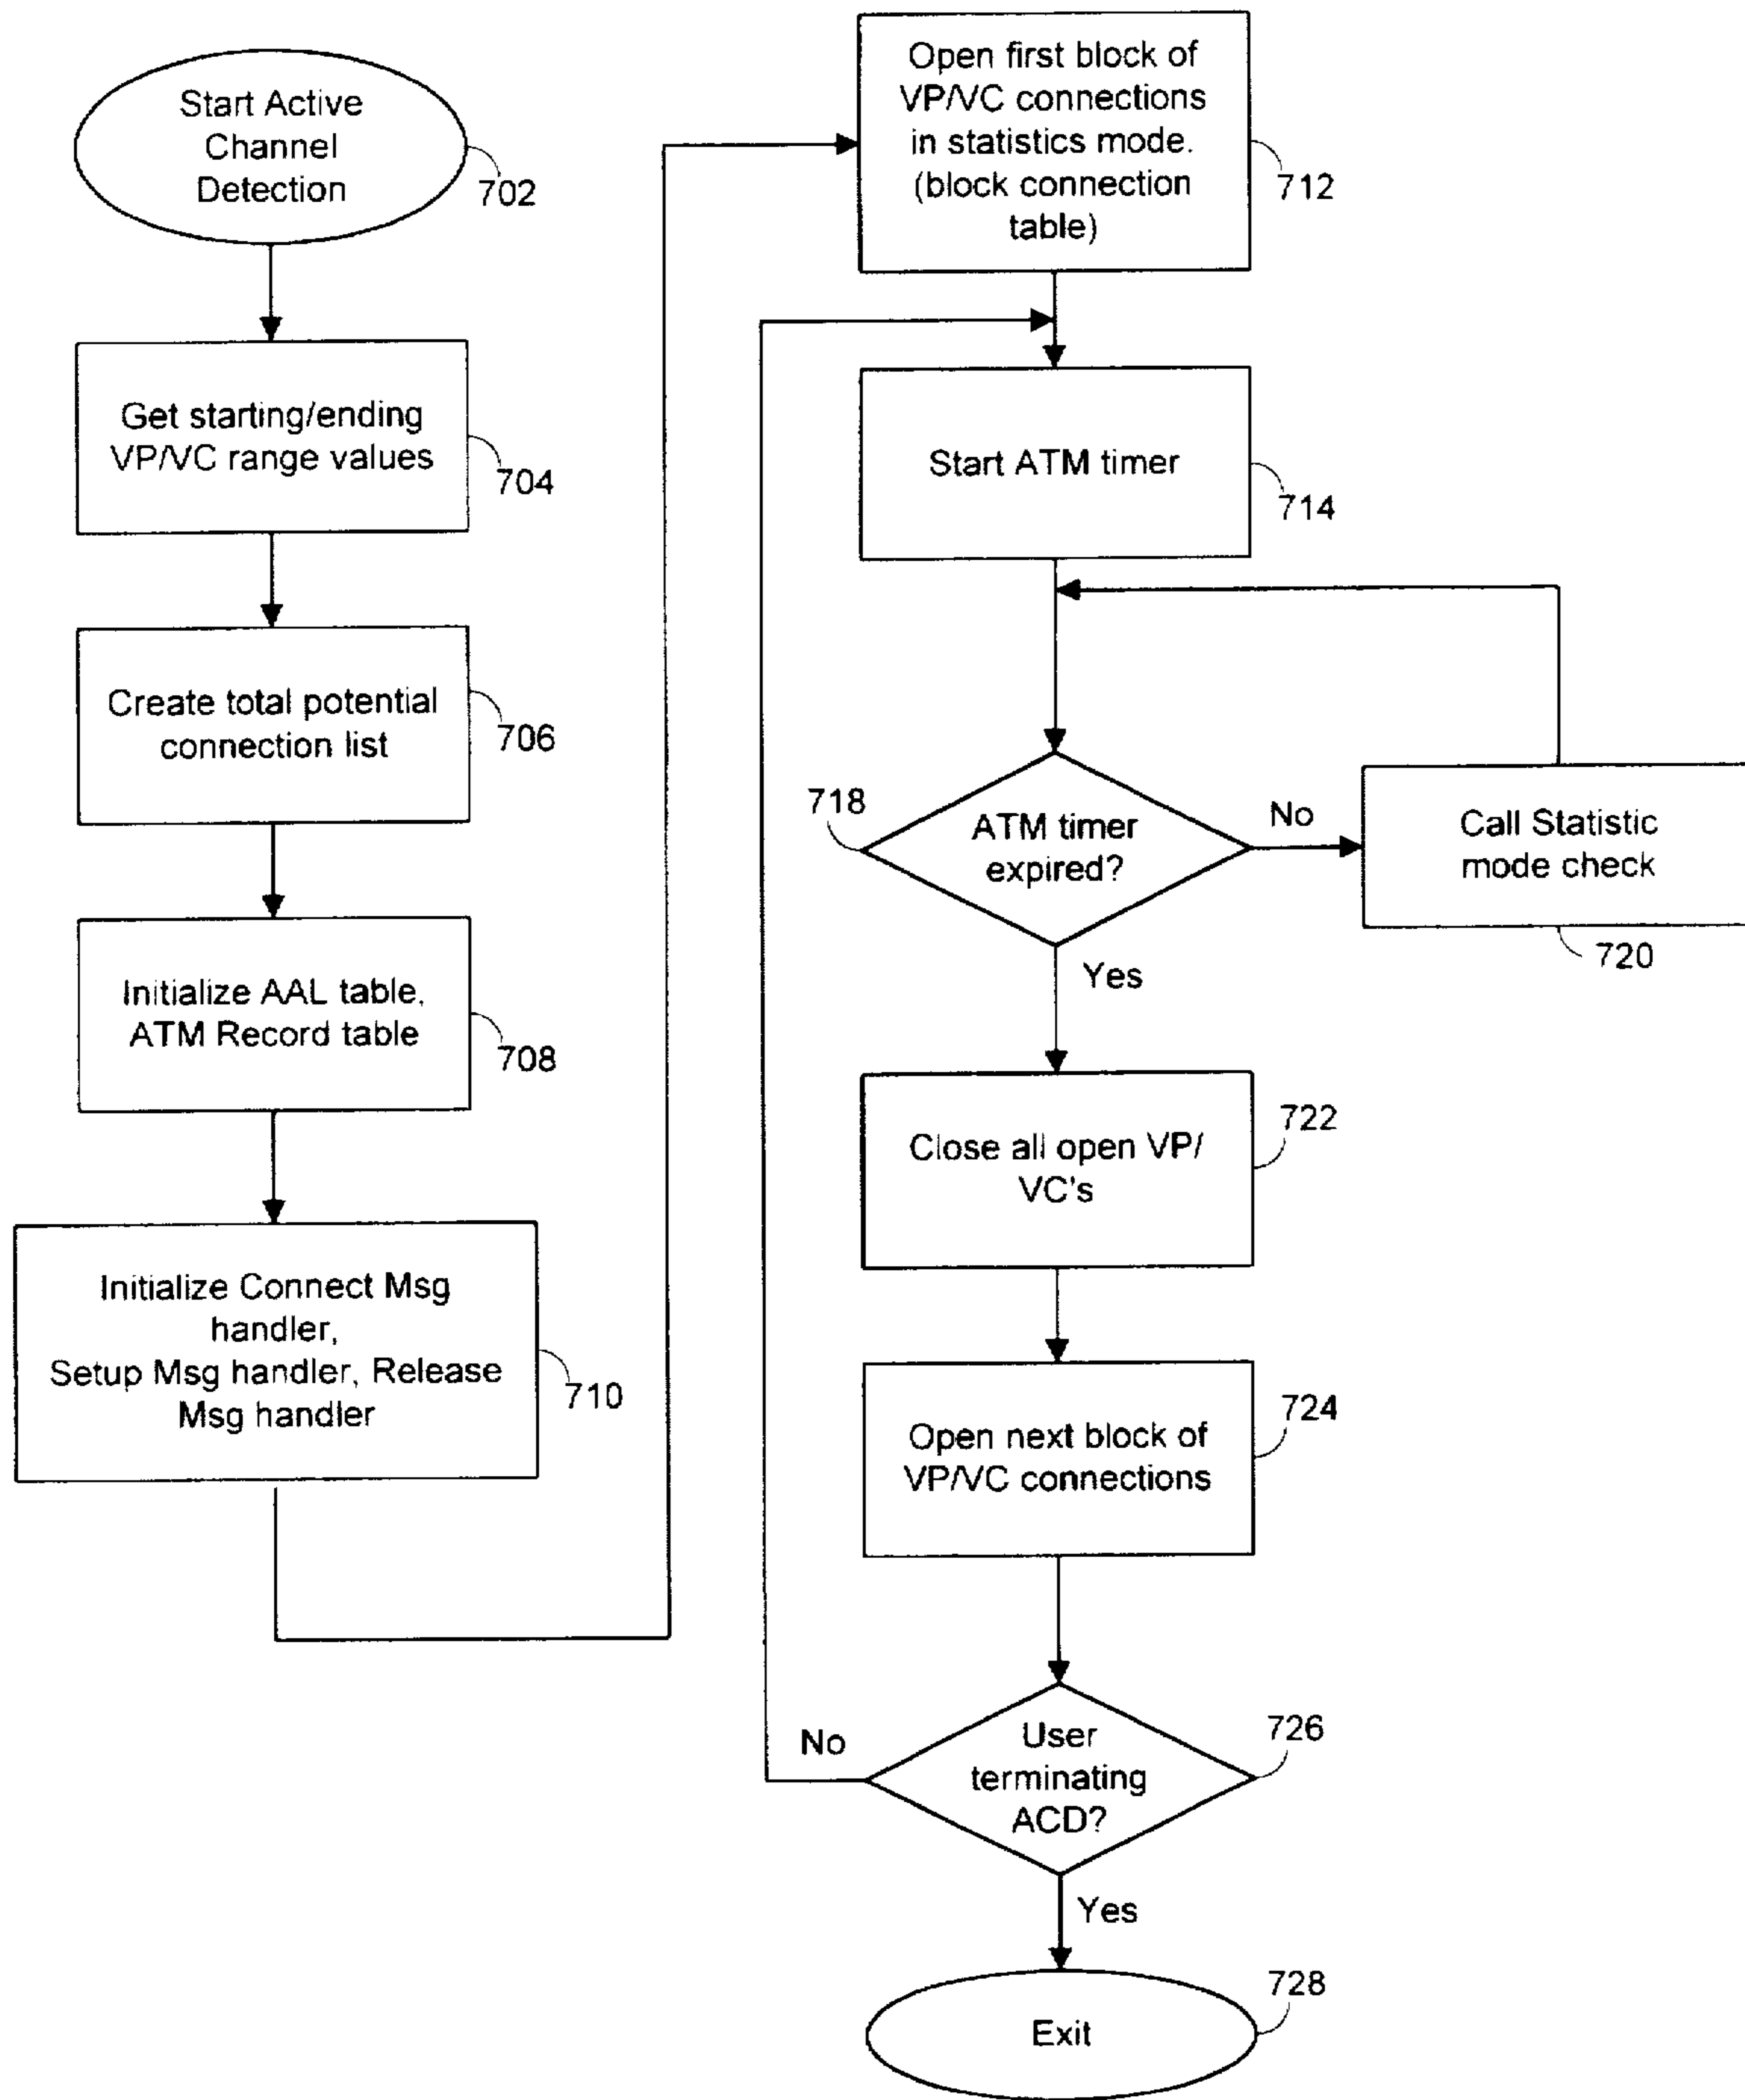 Start Active
Channel
Detection
702
Get starting/ending
VP/VC range values
704
Create total potential
connection list
706
Initialize AAL table,
ATM Record table
708
Initialize Connect Msg
handler,
Setup Msg handler, Release
Msg handler
710
Open first block of
VP/VC connections
in statistics mode.
(block connection
table)
712
Start ATM timer
714
718
ATM timer
expired?
No
Call Statistic
mode check
720
Yes
Close all open VP/
VC's
722
Open next block of
VP/VC connections
724
User
terminating
ACD?
726
No
Yes
Exit
728